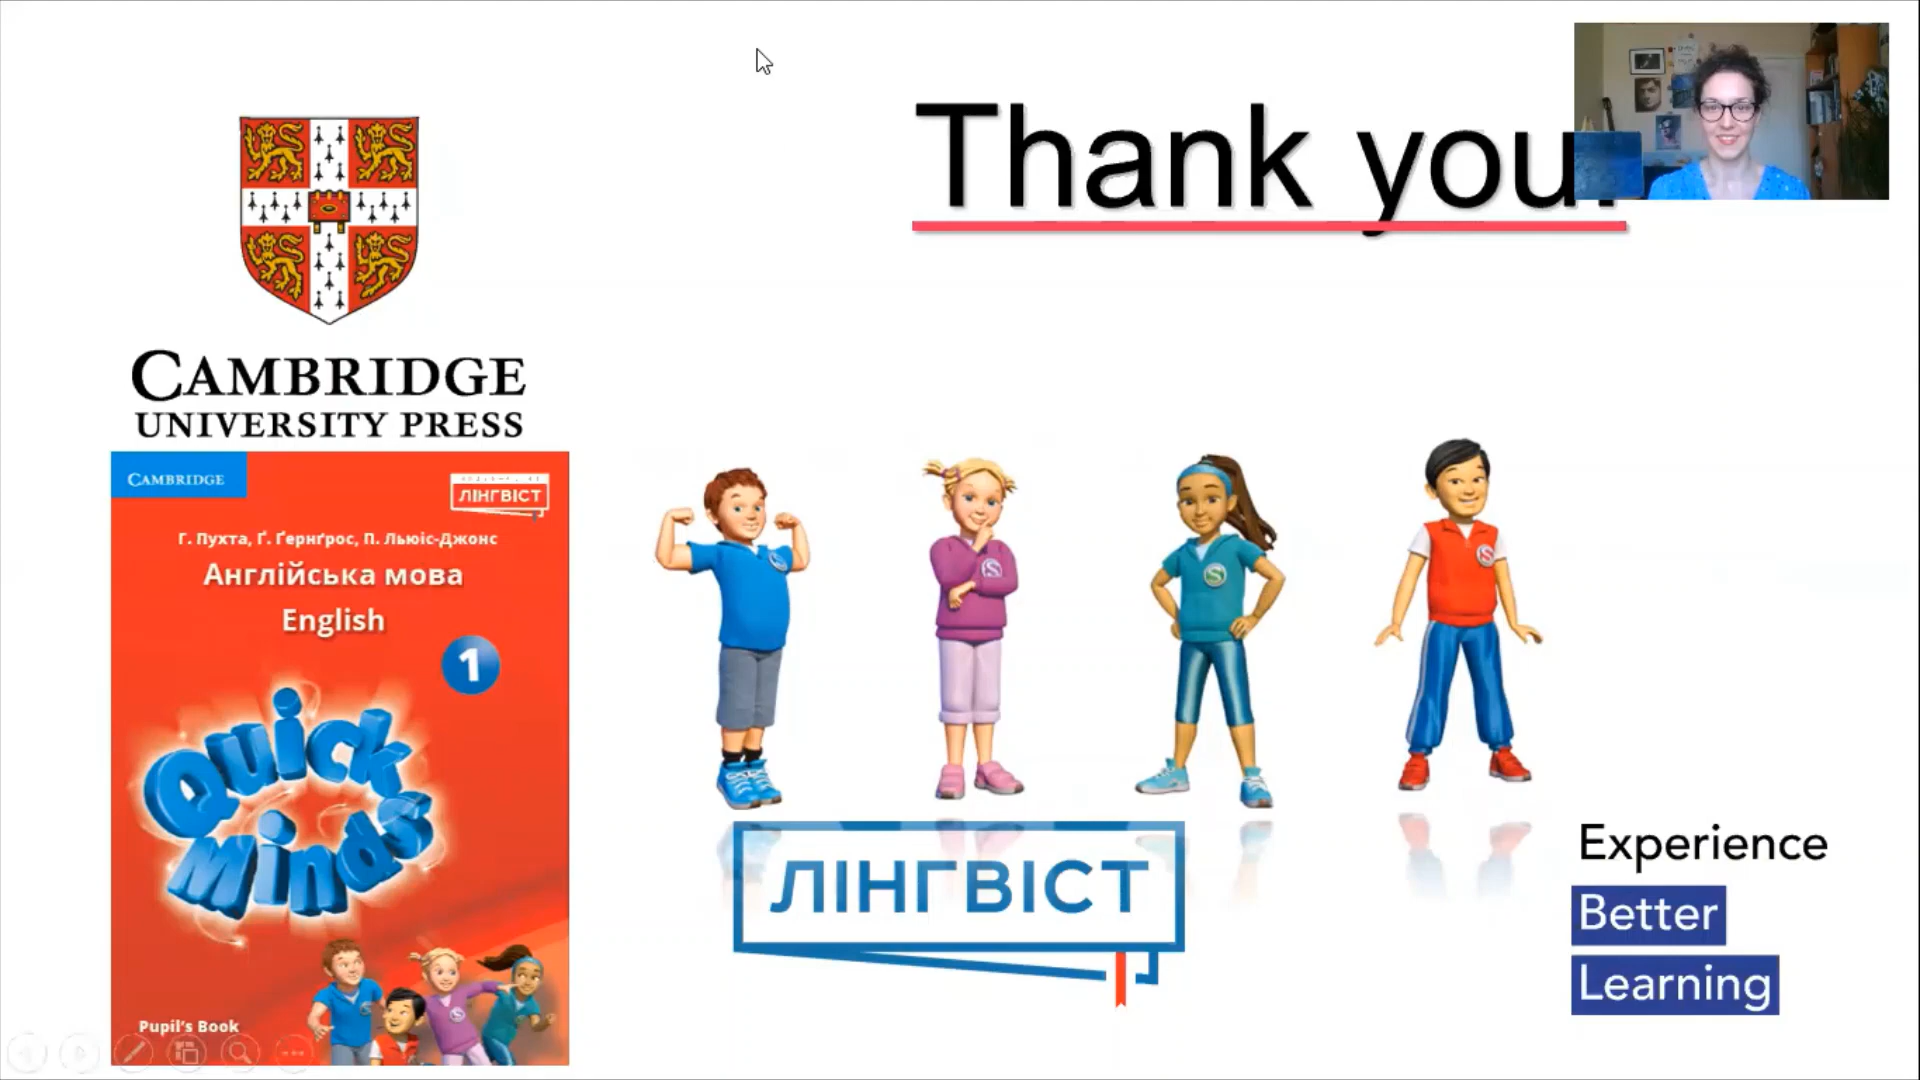 Thank you
CAMBRIDGE
UNIVERSITY PRESS
CAMBRIDGE
ЛІНГВІСТ
Г. Пухта, Ґ. Ґернґрос, П. Льюіс-Джонс
Англійська мова
English
1
Quick
Minds
Pupil's Book
ЛІНГВІСТ
Experience
Better
Learning